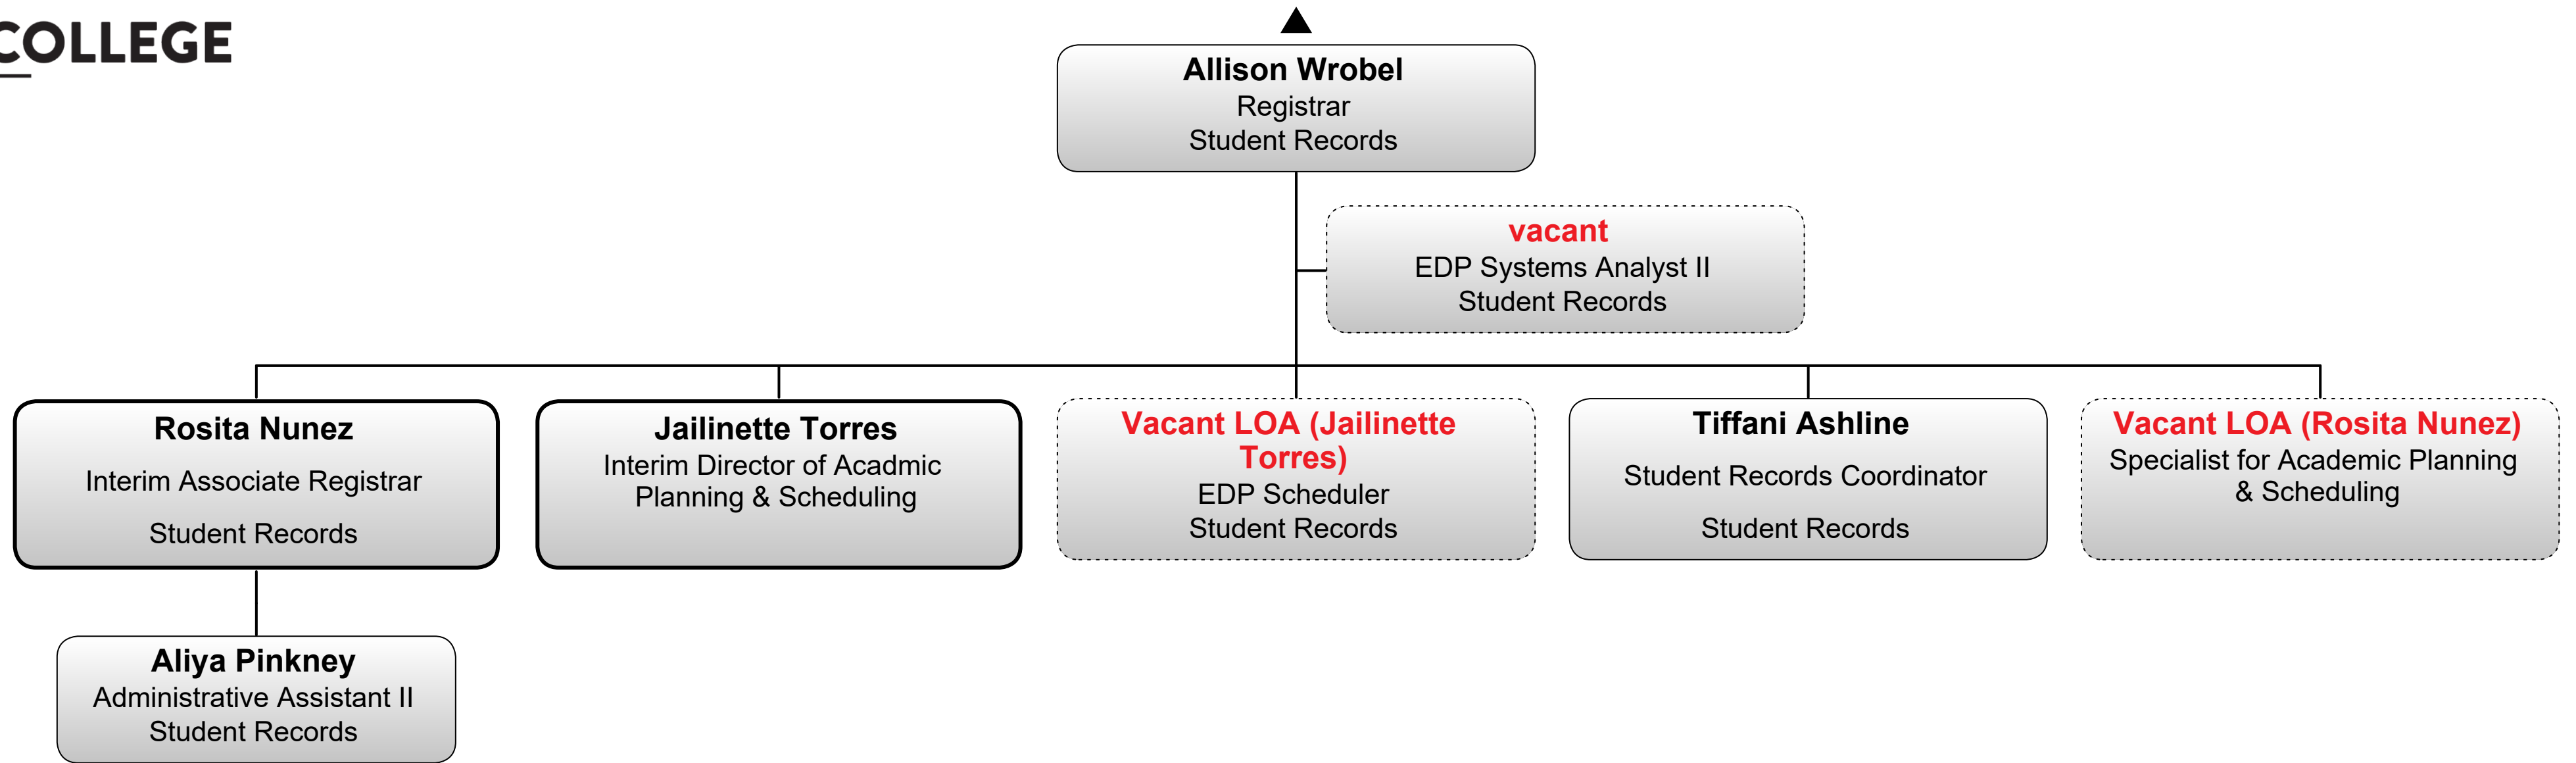 COLLEGE
Allison Wrobel
Registrar
Student Records
vacant
EDP Systems Analyst II
Student Records
Rosita Nunez
Interim Associate Registrar
Student Records
Jailinette Torres
Interim Director of Acadmic
Planning & Scheduling
Vacant LOA (Jailinette
Torres)
EDP Scheduler
Student Records
Tiffani Ashline
Student Records Coordinator
Student Records
Vacant LOA (Rosita Nunez)
Specialist for Academic Planning
& Scheduling
Aliya Pinkney
Administrative Assistant II
Student Records